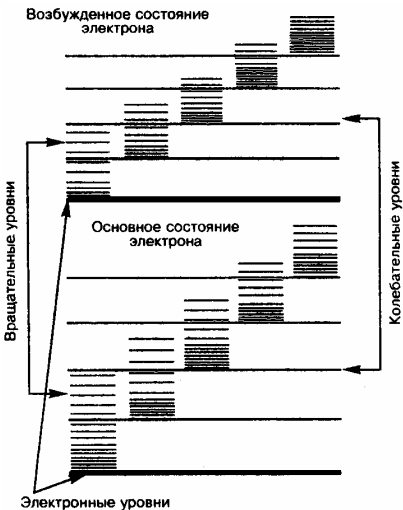 Возбужденное состояние
электрона
Основное состояние
электрона
Вращательные уровни
Колебательные уровни
Электронные уровни